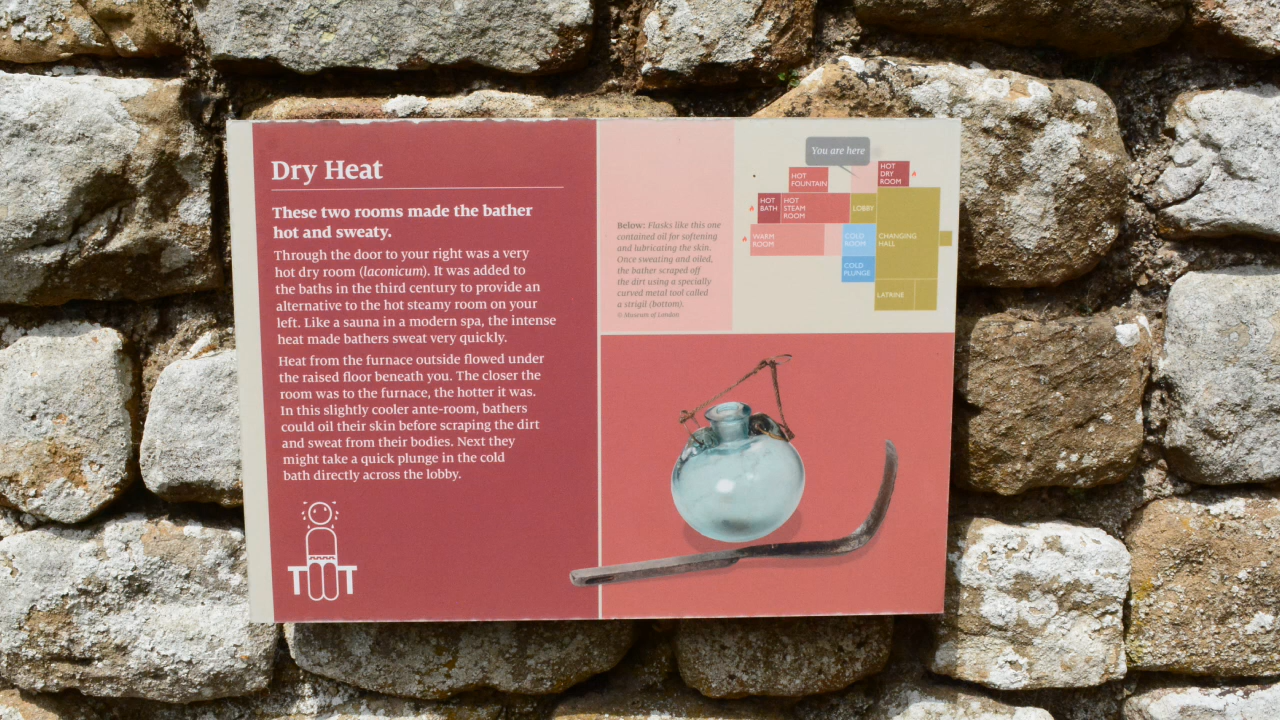 Dry Heat
These two rooms made the bather
hot and sweaty.
Through the door to your right was a very
hot dry room (laconicum). It was added to
the baths in the third century to provide an
alternative to the hot steamy room on your
left. Like a sauna in a modern spa, the intense
heat made bathers sweat very quickly.
Heat from the furnace outside flowed under
the raised floor beneath you. The closer the
room was to the furnace, the hotter it was.
In this slightly cooler ante-room, bathers
could oil their skin before scraping the dirt
and sweat from their bodies. Next they
might take a quick plunge in the cold
bath directly across the lobby.
Below: Flasks like this one
contained oil for softening
and lubricating the skin.
Once sweating and oiled,
the bather scraped off
the dirt using a specially
curved metal tool called
a strigil (bottom).
© Museum of London
You are here
HOT
FOUNTAIN
HOT
DRY
ROOM
HOT
BATH
HOT
STEAM
ROOM
LOBBY
WARM
ROOM
COLD
ROOM
CHANGING
HALL
COLD
PLUNGE
LATRINE